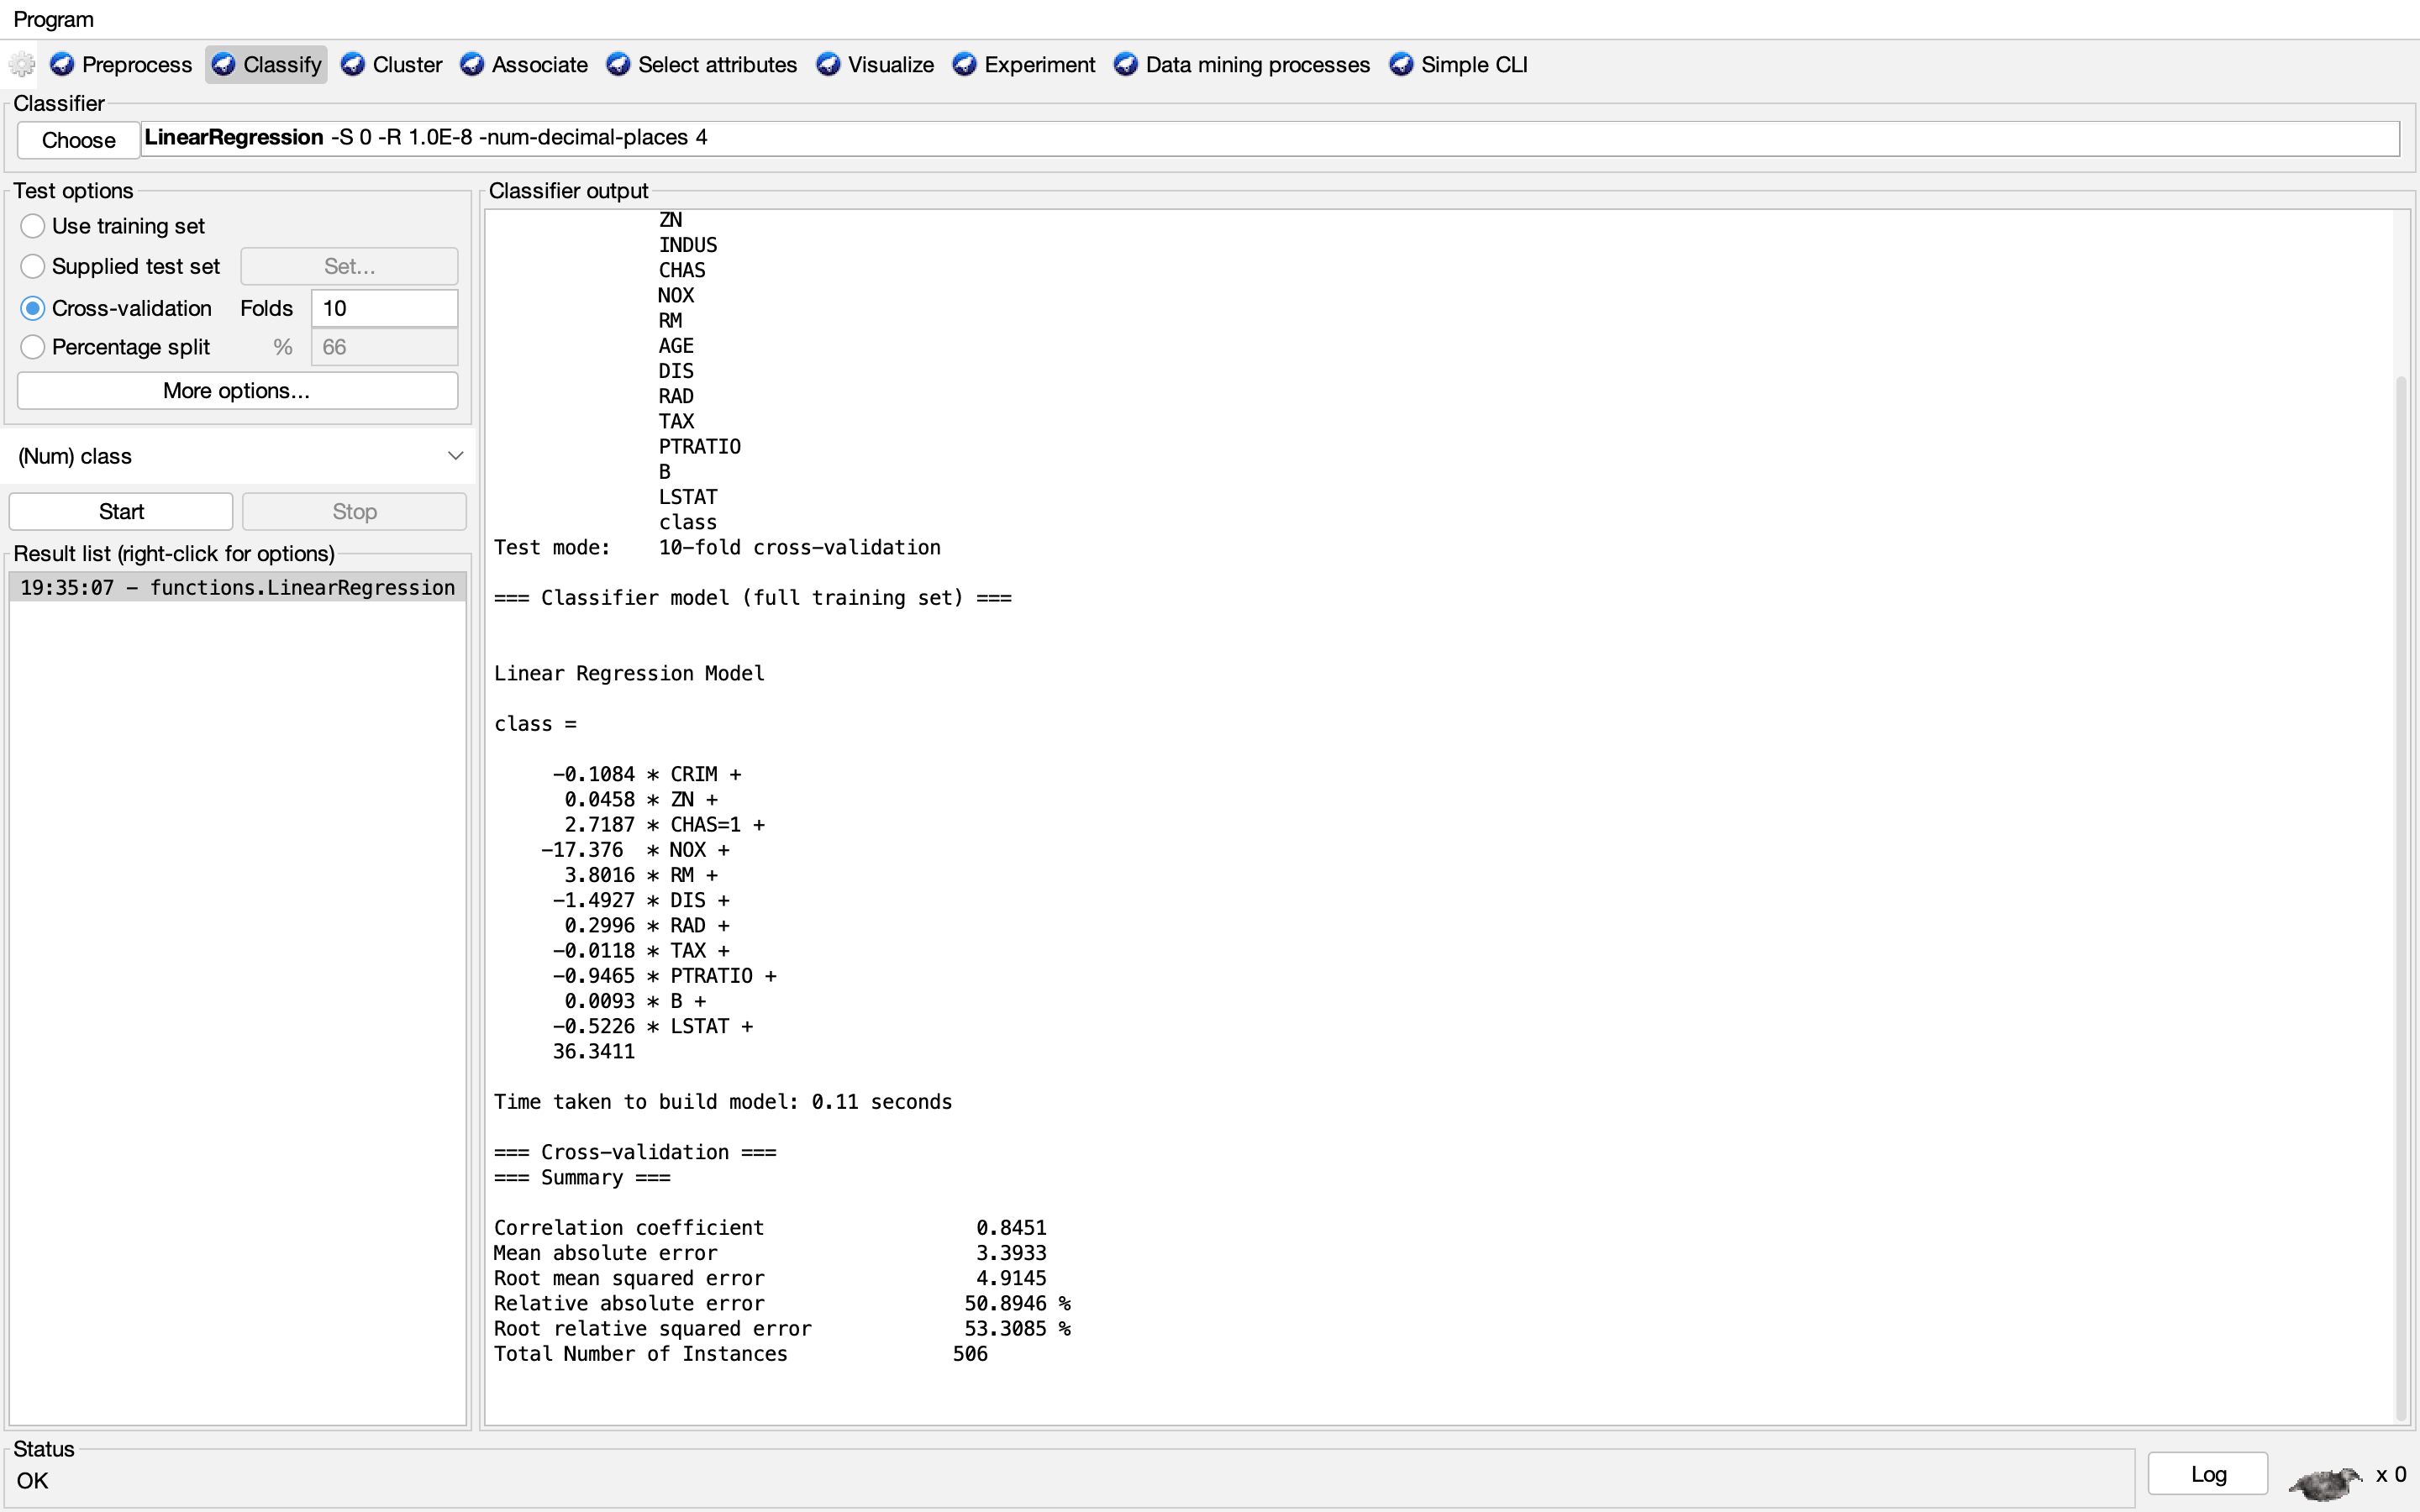 Program
Preprocess Classify Cluster Associate Select attributes Visualize Experiment Data mining processes Simple CLI
Classifier
Choose LinearRegression -S 0 -R 1.0E-8 -num-decimal-places 4
Test options
Use training set
Supplied test set Set...
Cross-validation Folds 10
Percentage split % 66
More options...
(Num) class
Start Stop
Result list (right-click for options)
19:35:07 – functions.LinearRegression
Classifier output
ZN
INDUS
CHAS
NOX
RM
AGE
DIS
RAD
TAX
PTRATIO
B
LSTAT
class
Test mode: 10-fold cross-validation
=== Classifier model (full training set) ===
Linear Regression Model
class =
-0.1084 * CRIM +
0.0458 * ZN +
2.7187 * CHAS=1 +
-17.376 * NOX +
3.8016 * RM +
-1.4927 * DIS +
0.2996 * RAD +
-0.0118 * TAX +
-0.9465 * PTRATIO +
0.0093 * B +
-0.5226 * LSTAT +
36.3411
Time taken to build model: 0.11 seconds
=== Cross-validation ===
=== Summary ===
Correlation coefficient 0.8451
Mean absolute error 3.3933
Root mean squared error 4.9145
Relative absolute error 50.8946 %
Root relative squared error 53.3085 %
Total Number of Instances 506
Status
OK
Log x 0